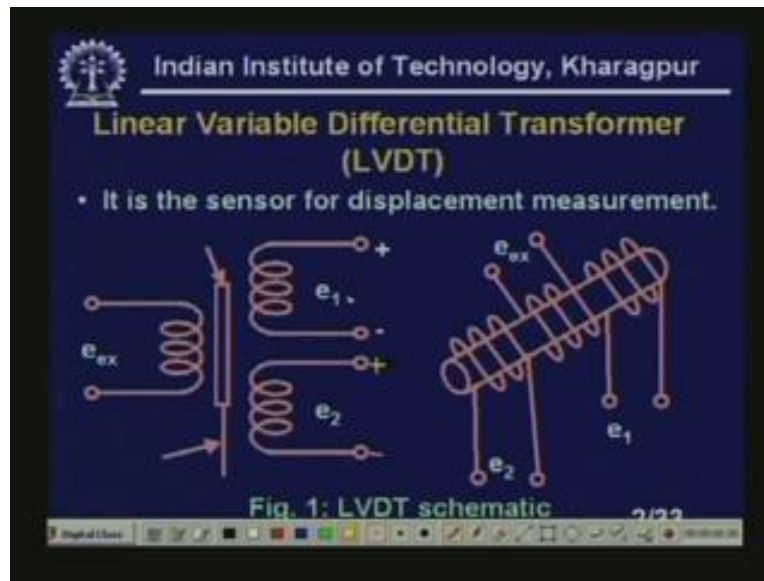 Indian Institute of Technology, Kharagpur
Linear Variable Differential Transformer
(LVDT)
• It is the sensor for displacement measurement.
+
e1
-
eex
+
e2
-
eex
e1
e2
Fig. 1: LVDT schematic